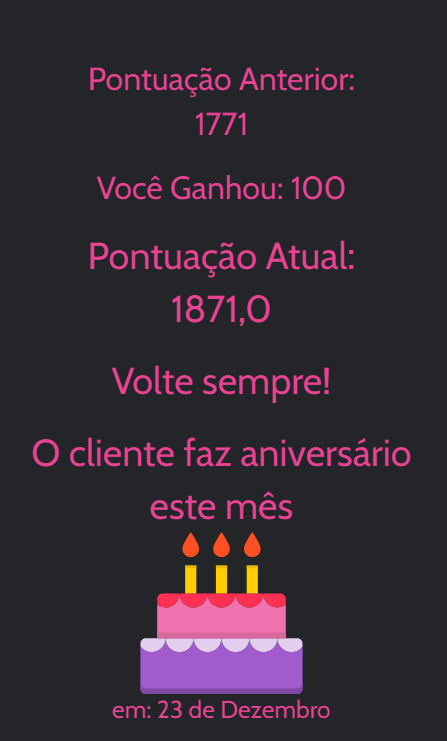 Pontuação Anterior:
1771
Você Ganhou: 100
Pontuação Atual:
1871,0
Volte sempre!
O cliente faz aniversário
este mês
em: 23 de Dezembro